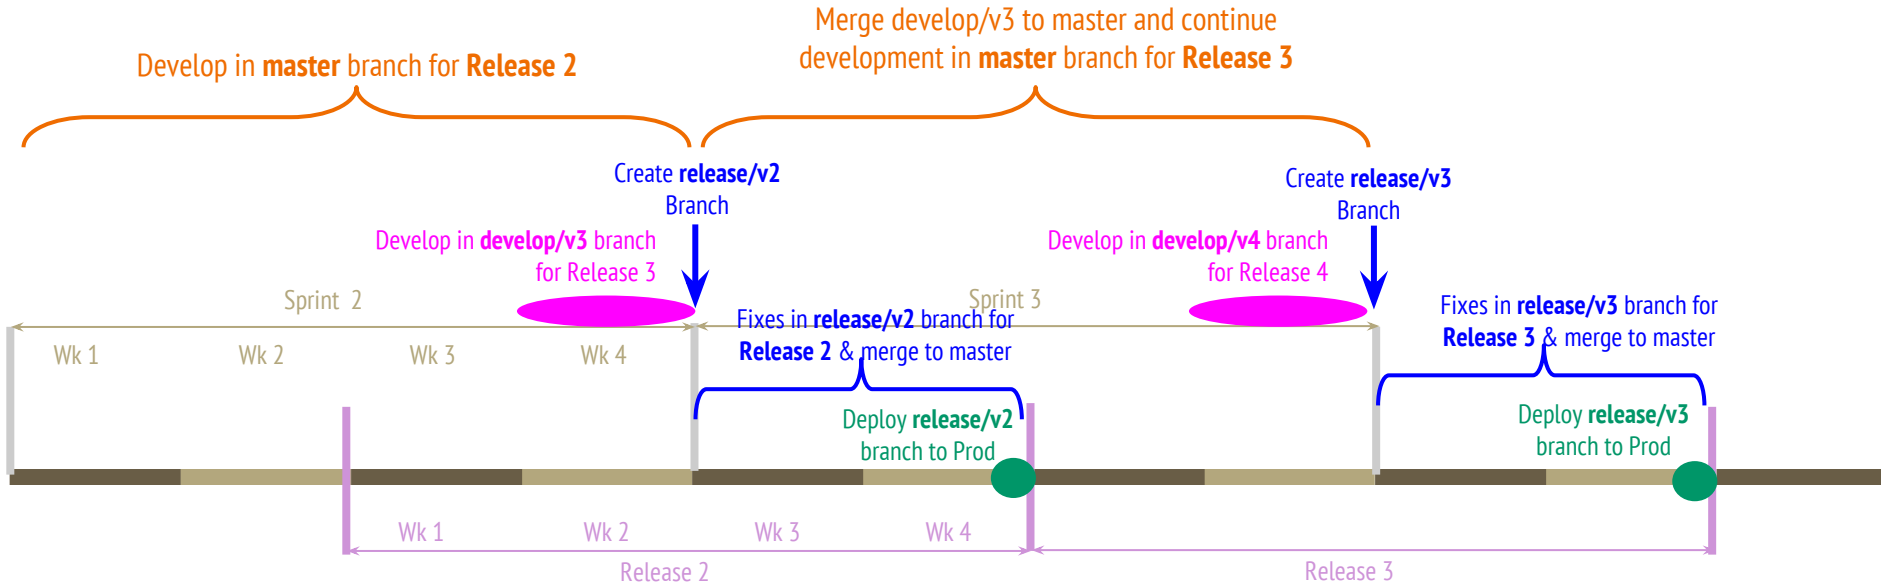 Merge develop/v3 to master and continue
development in master branch for Release 3
Develop in master branch for Release 2
Create release/v2
Branch
Create release/v3
Branch
Develop in develop/v3 branch
for Release 3
Develop in develop/v4 branch
for Release 4
Sprint 2
Sprint 3
Fixes in release/v2 branch for
Release 2 & merge to master
Fixes in release/v3 branch for
Release 3 & merge to master
Wk 1 Wk 2 Wk 3 Wk 4
Deploy release/v2
branch to Prod
Deploy release/v3
branch to Prod
Wk 1 Wk 2 Wk 3 Wk 4
Release 2
Release 3